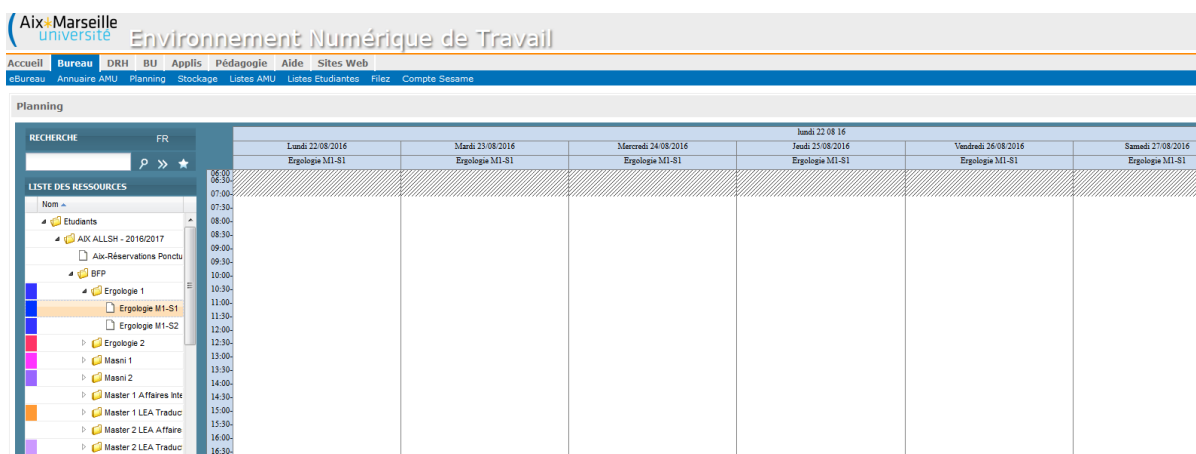 Aix*Marseille
université
Environnement Numérique de Travail
Accueil Bureau DRH BU Applis Pédagogie Aide Sites Web
eBureau Annuaire AMU Planning Stockage Listes AMU Listes Etudiantes Filez Compte Sesame
Planning
RECHERCHE FR
LISTE DES RESSOURCES
Nom
Etudiants
AIX ALLSH - 2016/2017
Aix-Réservations Ponctu
BFP
Ergologie 1
Ergologie M1-S1
Ergologie M1-S2
Ergologie 2
Masni 1
Masni 2
Master 1 Affaires Inte
Master 1 LEA Traduc
Master 2 LEA Affaire
Master 2 LEA Traduc
lundi 22 08 16
Lundi 22/08/2016 Mardi 23/08/2016 Mercredi 24/08/2016 Jeudi 25/08/2016 Vendredi 26/08/2016 Samedi 27/08/2016
Ergologie M1-S1 Ergologie M1-S1 Ergologie M1-S1 Ergologie M1-S1 Ergologie M1-S1 Ergologie M1-S1
06:00
06:30
07:00
07:30
08:00
08:30
09:00
09:30
10:00
10:30
11:00
11:30
12:00
12:30
13:00
13:30
14:00
14:30
15:00
15:30
16:00
16:30